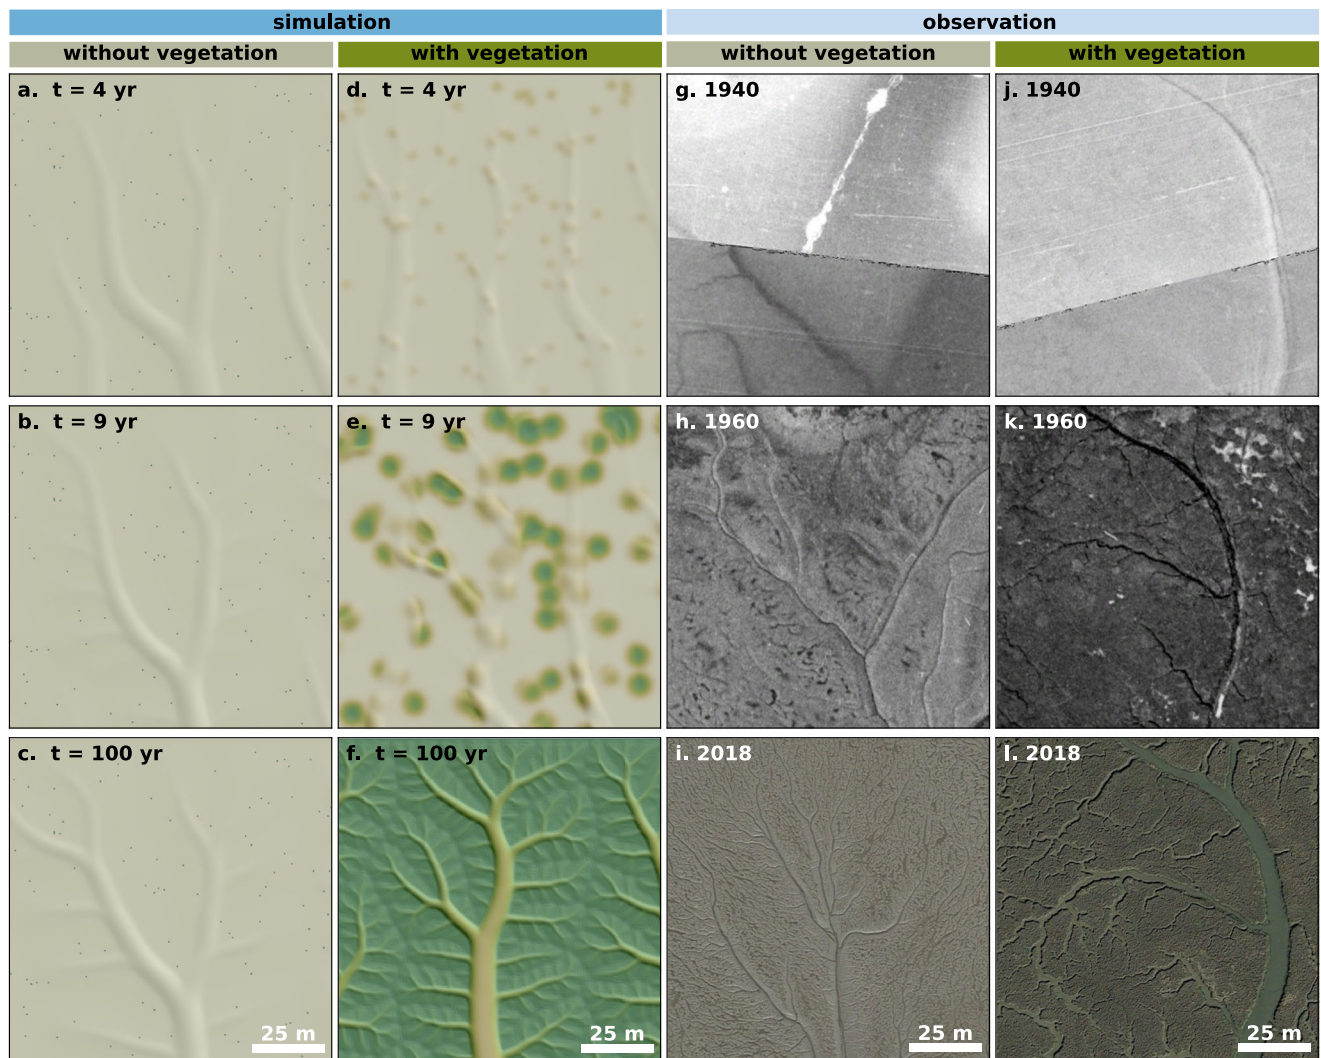 simulation
observation
without vegetation
with vegetation
without vegetation
with vegetation
a. t = 4 yr
d. t = 4 yr
g. 1940
j. 1940
b. t = 9 yr
e. t = 9 yr
h. 1960
k. 1960
c. t = 100 yr
f. t = 100 yr
i. 2018
l. 2018
25 m
25 m
25 m
25 m